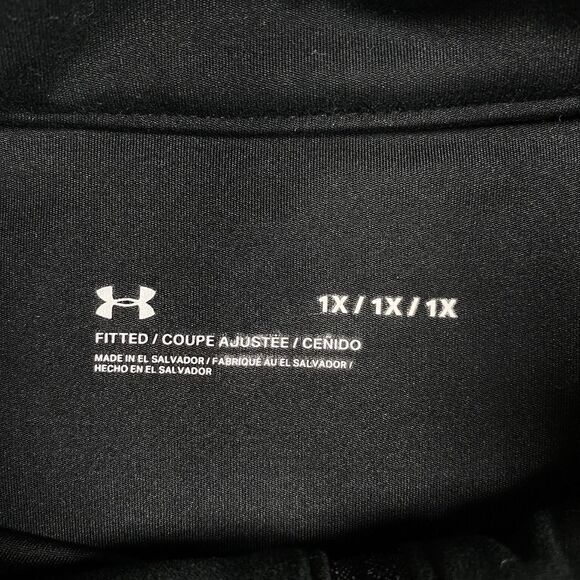 1X / 1X / 1X
FITTED / COUPE AJUSTÉE / CEÑIDO
MADE IN EL SALVADOR / FABRIQUÉ AU EL SALVADOR /
HECHO EN EL SALVADOR